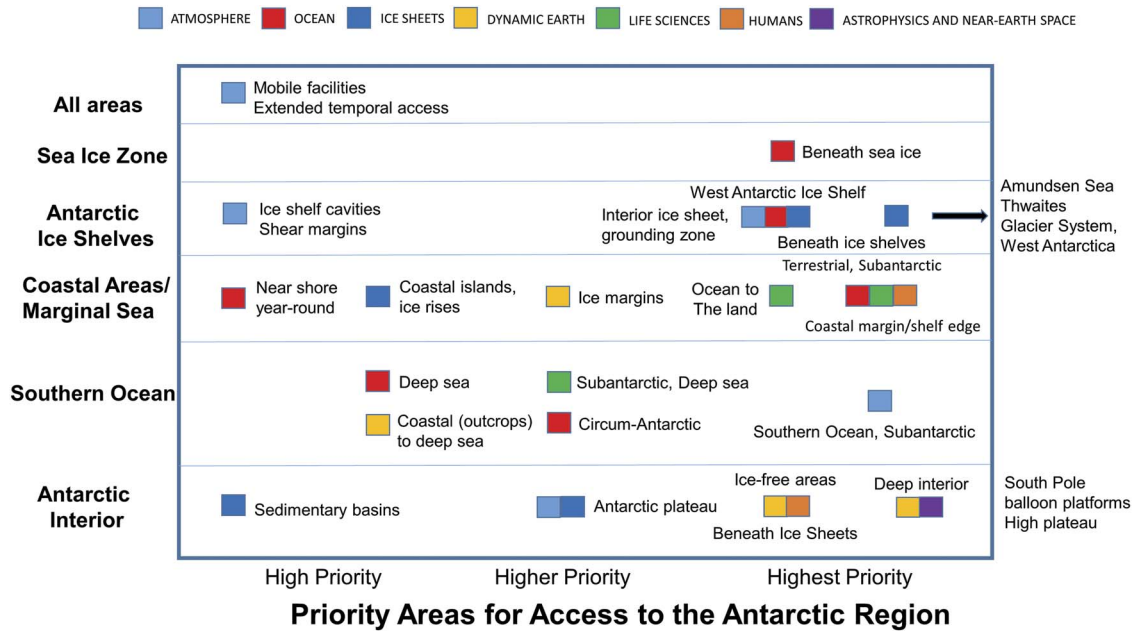 ATMOSPHERE OCEAN ICE SHEETS DYNAMIC EARTH LIFE SCIENCES HUMANS ASTROPHYSICS AND NEAR-EARTH SPACE
All areas
Mobile facilities
Extended temporal access
Sea Ice Zone
Beneath sea ice
Antarctic
Ice Shelves
Ice shelf cavities
Shear margins
West Antarctic Ice Shelf
Interior ice sheet,
grounding zone
Beneath ice shelves
Amundsen Sea
Thwaites
Glacier System,
West Antarctica
Coastal Areas/
Marginal Sea
Near shore
year-round
Coastal islands,
ice rises
Ice margins
Ocean to
The land
Terrestrial, Subantarctic
Coastal margin/shelf edge
Southern Ocean
Deep sea
Coastal (outcrops)
to deep sea
Subantarctic, Deep sea
Circum-Antarctic
Southern Ocean, Subantarctic
Antarctic
Interior
Sedimentary basins
Antarctic plateau
Ice-free areas
Beneath Ice Sheets
Deep interior
South Pole
balloon platforms
High plateau
High Priority
Higher Priority
Highest Priority
Priority Areas for Access to the Antarctic Region